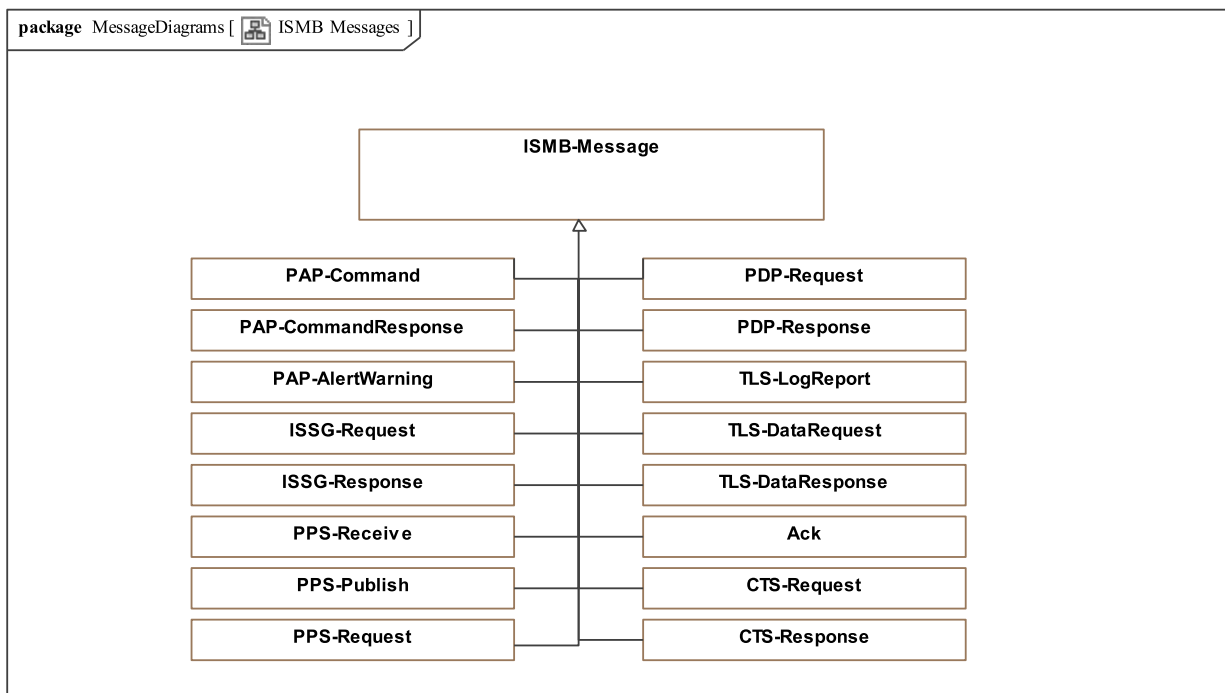 package MessageDiagrams [ ISMB Messages ]
ISMB-Message
PAP-Command
PDP-Request
PAP-CommandResponse
PDP-Response
PAP-AlertWarning
TLS-LogReport
ISSG-Request
TLS-DataRequest
ISSG-Response
TLS-DataResponse
PPS-Receive
Ack
PPS-Publish
CTS-Request
PPS-Request
CTS-Response